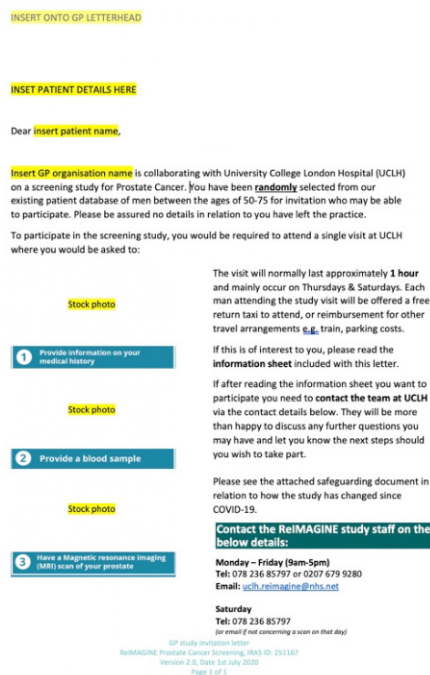 INSERT ONTO GP LETTERHEAD
INSET PATIENT DETAILS HERE
Dear insert patient name,
Insert GP organisation name is collaborating with University College London Hospital (UCLH)
on a screening study for Prostate Cancer. You have been randomly selected from our
existing patient database of men between the ages of 50-75 for invitation who may be able
to participate. Please be assured no details in relation to you have left the practice.
To participate in the screening study, you would be required to attend a single visit at UCLH
where you would be asked to:
Stock photo
1 Provide information on your
medical history
Stock photo
2 Provide a blood sample
Stock photo
3 Have a Magnetic resonance imaging
(MRI) scan of your prostate
The visit will normally last approximately 1 hour
and mainly occur on Thursdays & Saturdays. Each
man attending the study visit will be offered a free
return taxi to attend, or reimbursement for other
travel arrangements e.g. train, parking costs.
If this is of interest to you, please read the
information sheet included with this letter.
If after reading the information sheet you want to
participate you need to contact the team at UCLH
via the contact details below. They will be more
than happy to discuss any further questions you
may have and let you know the next steps should
you wish to take part.
Please see the attached safeguarding document in
relation to how the study has changed since
COVID-19.
Contact the ReIMAGINE study staff on the
below details:
Monday – Friday (9am-5pm)
Tel: 078 236 85797 or 0207 679 9280
Email: uclh.reimagine@nhs.net
Saturday
Tel: 078 236 85797
(or email if not concerning a scan on that day)
GP study invitation letter
ReIMAGINE Prostate Cancer Screening, IRAS ID: 251167
Version 2.0, Date 1st July 2020
Page 1 of 1